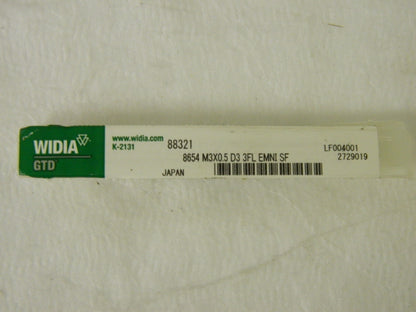 WIDIA
GTD
www.widia.com
K-2131
88321
8654 M3X0.5 D3 3FL EMNI SF
JAPAN
LF004001
2729019